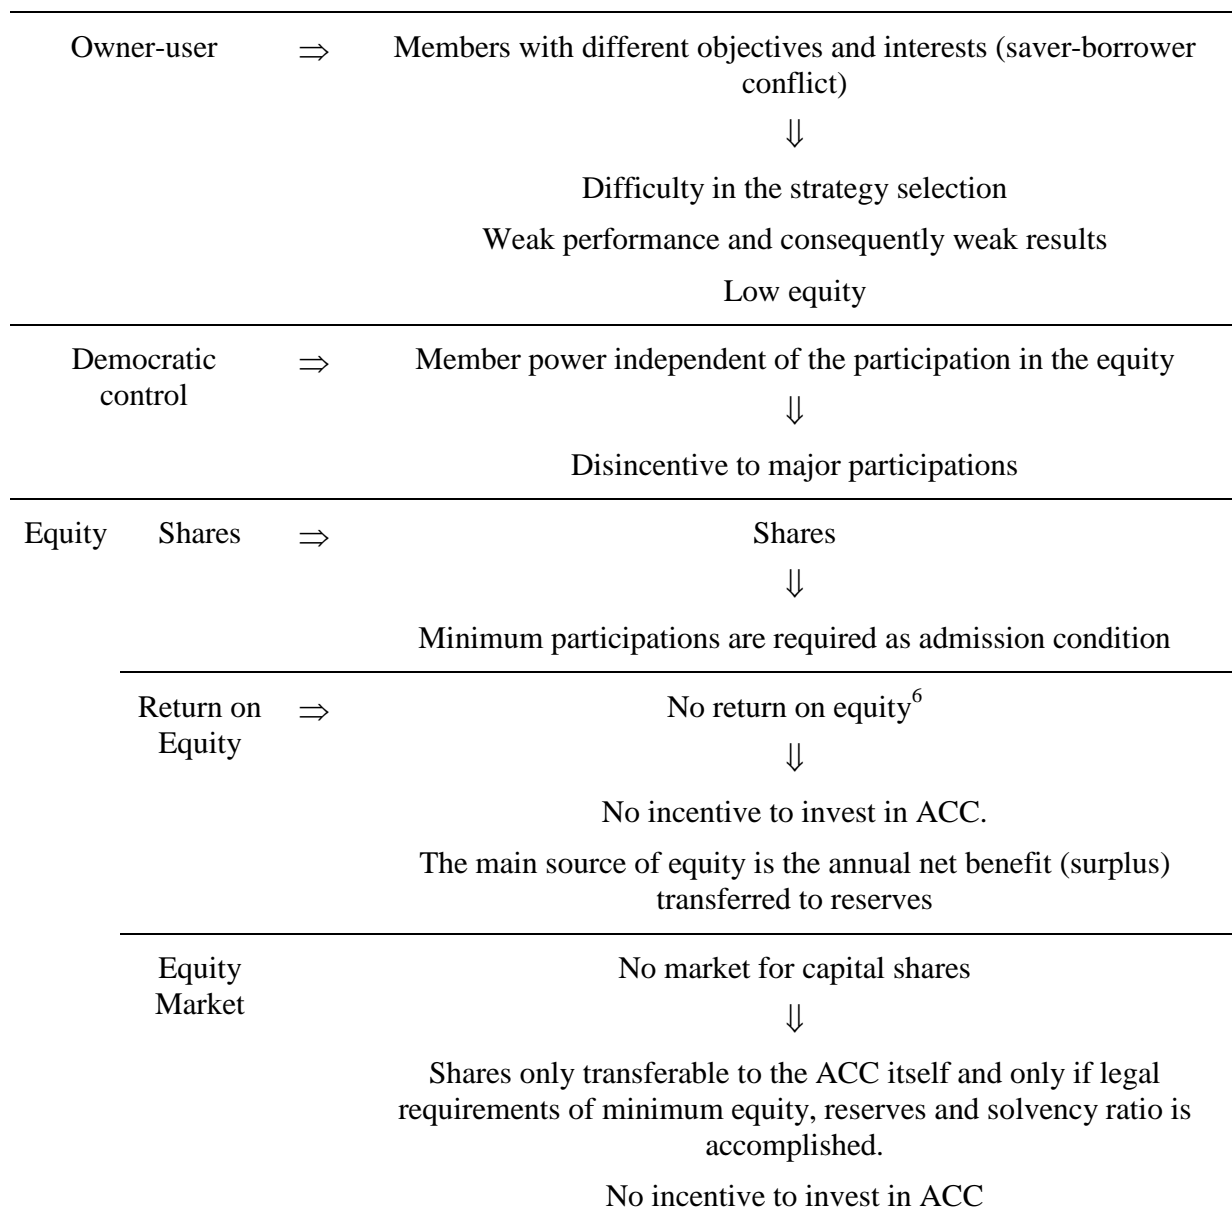 Owner-user ⇒ Members with different objectives and interests (saver-borrower
conflict)
⇓
Difficulty in the strategy selection
Weak performance and consequently weak results
Low equity
Democratic
control ⇒ Member power independent of the participation in the equity
⇓
Disincentive to major participations
Equity Shares ⇒ Shares
⇓
Minimum participations are required as admission condition
Return on
Equity ⇒ No return on equity6
⇓
No incentive to invest in ACC.
The main source of equity is the annual net benefit (surplus)
transferred to reserves
Equity
Market No market for capital shares
⇓
Shares only transferable to the ACC itself and only if legal
requirements of minimum equity, reserves and solvency ratio is
accomplished.
No incentive to invest in ACC